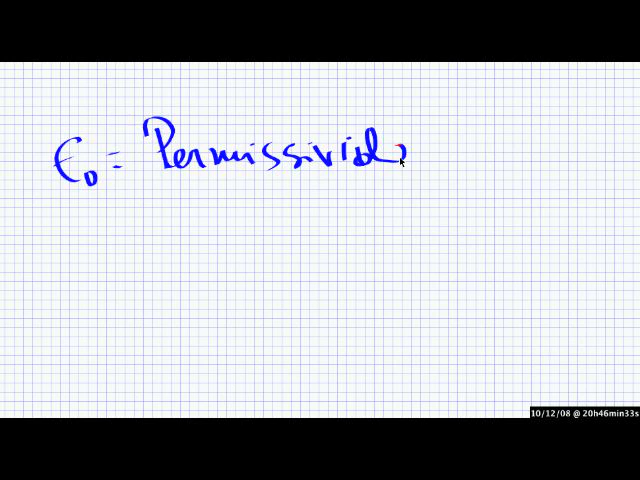 ε₀ = Permissivid
10/12/08 @ 20h46min33s